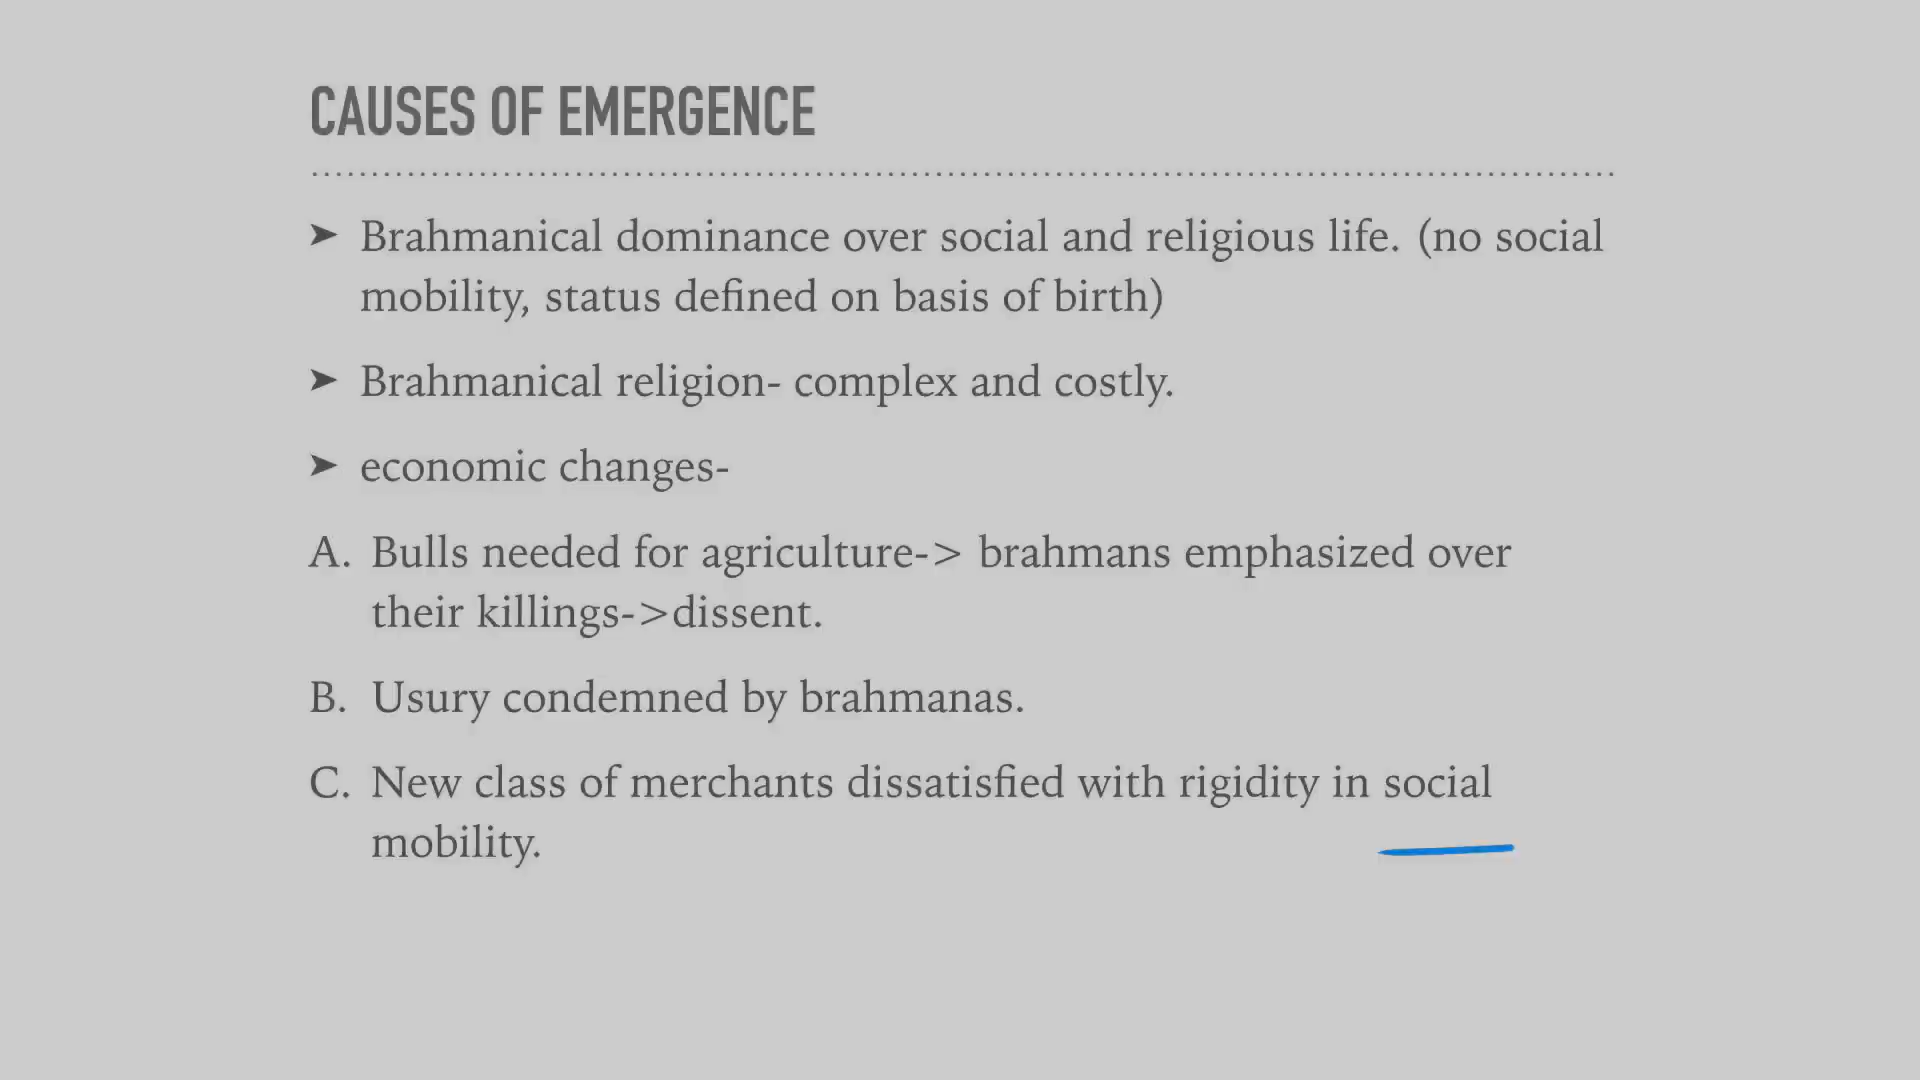 CAUSES OF EMERGENCE
➤ Brahmanical dominance over social and religious life. (no social
mobility, status defined on basis of birth)
➤ Brahmanical religion- complex and costly.
➤ economic changes-
A. Bulls needed for agriculture-> brahmans emphasized over
their killings->dissent.
B. Usury condemned by brahmanas.
C. New class of merchants dissatisfied with rigidity in social
mobility.